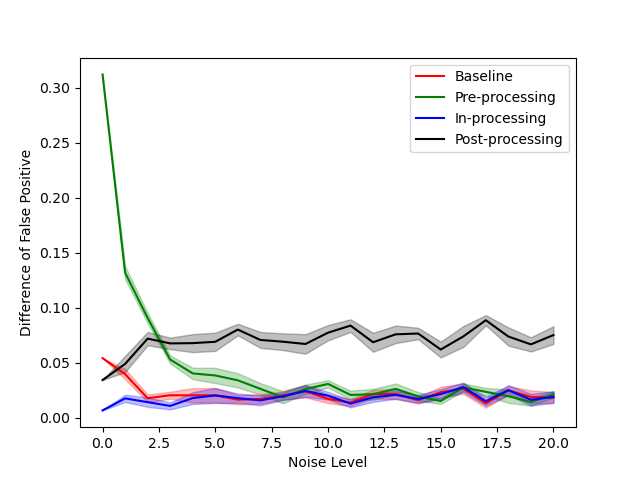 Baseline
Pre-processing
In-processing
Post-processing
0.30
0.25
0.20
0.15
0.10
0.05
0.00
Difference of False Positive
0.0 2.5 5.0 7.5 10.0 12.5 15.0 17.5 20.0
Noise Level